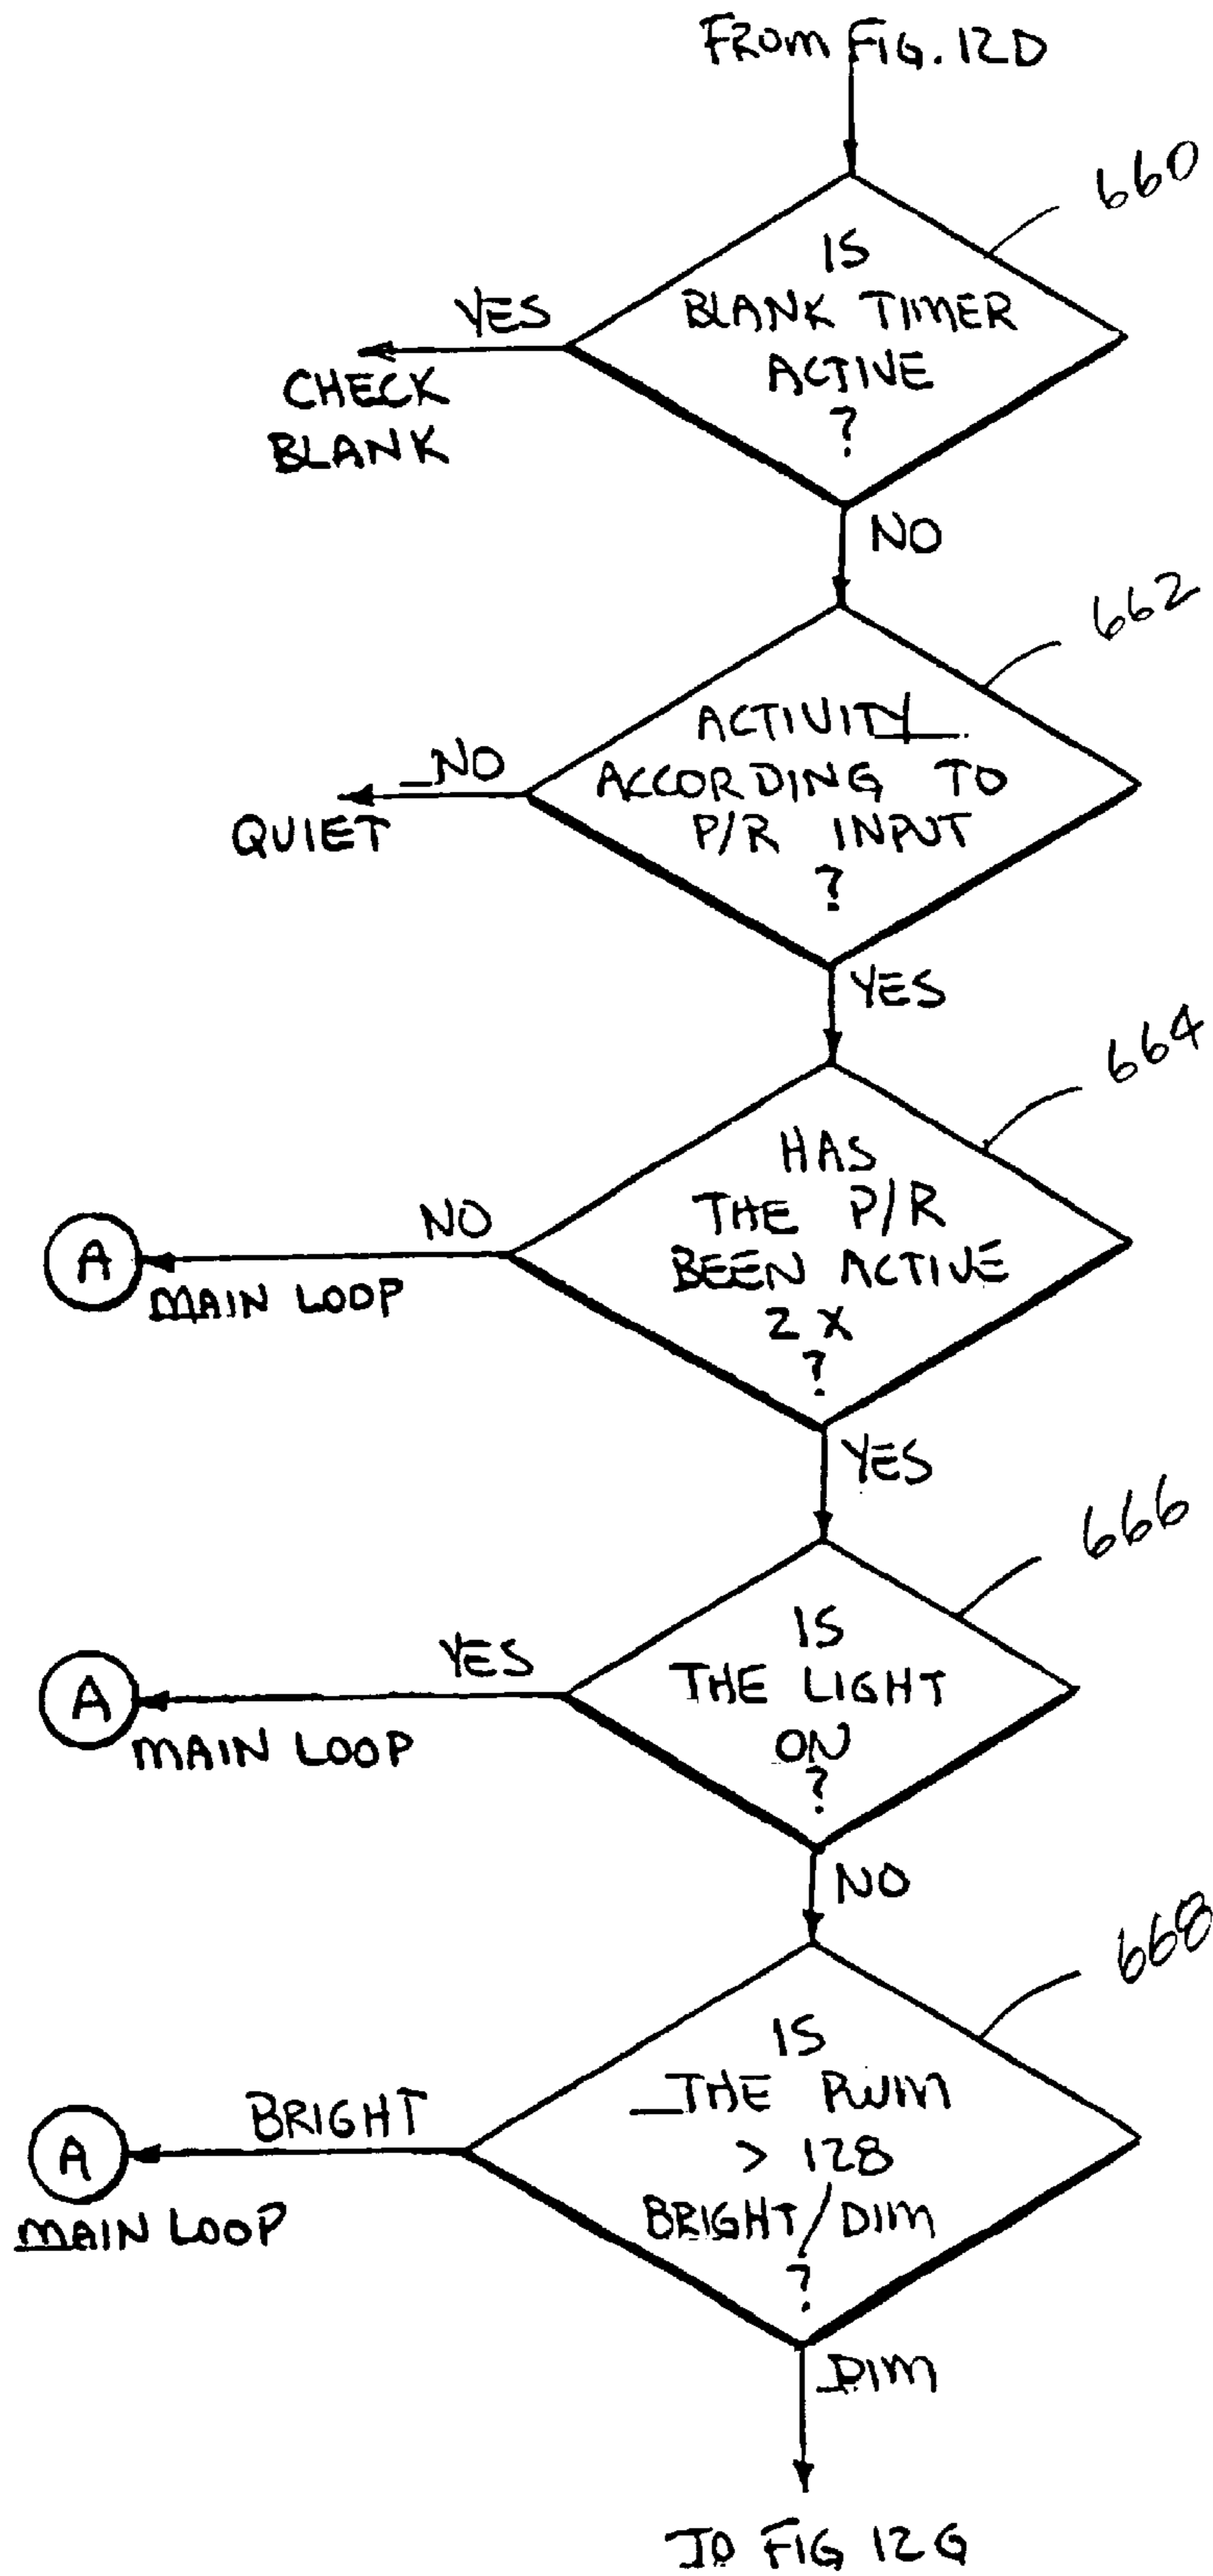 FROM FIG. 12D
660
IS
BLANK TIMER
ACTIVE
?
YES
CHECK
BLANK
NO
662
ACTIVITY
ACCORDING TO
P/R INPUT
?
NO
QUIET
YES
664
HAS
THE P/R
BEEN ACTIVE
2 X
?
NO
A
MAIN LOOP
YES
666
IS
THE LIGHT
ON
?
YES
A
MAIN LOOP
NO
668
IS
THE PWM
> 128
BRIGHT/DIM
?
BRIGHT
A
MAIN LOOP
DIM
TO FIG 12G